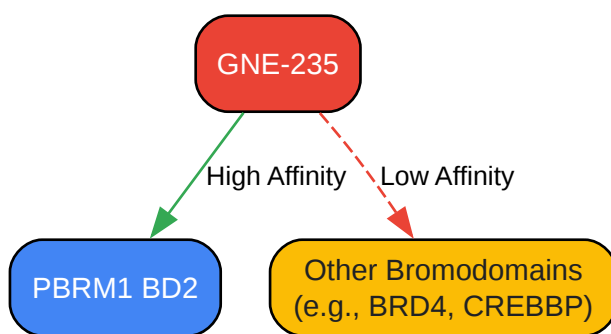 GNE-235
High Affinity
Low Affinity
PBRM1 BD2
Other Bromodomains
(e.g., BRD4, CREBBP)